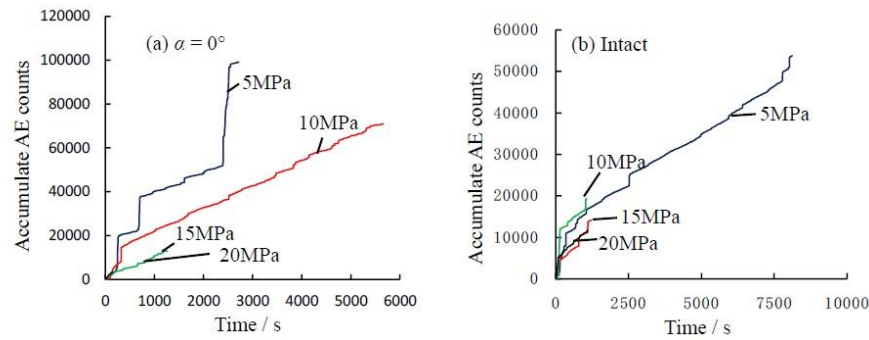 (a) α = 0°
Accumulate AE counts
120000
100000
80000
60000
40000
20000
0
5MPa
10MPa
15MPa
20MPa
0 1000 2000 3000 4000 5000 6000
Time / s
(b) Intact
Accumulate AE counts
60000
50000
40000
30000
20000
10000
0
5MPa
10MPa
15MPa
20MPa
0 2500 5000 7500 10000
Time / s